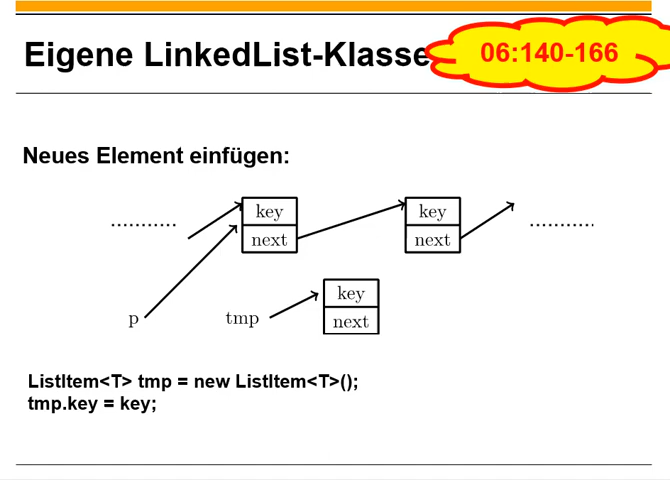 Eigene LinkedList-Klasse
06:140-166
Neues Element einfügen:
key
key
...........
next
next
...........
key
p
tmp
next
ListItem<T> tmp = new ListItem<T>();
tmp.key = key;